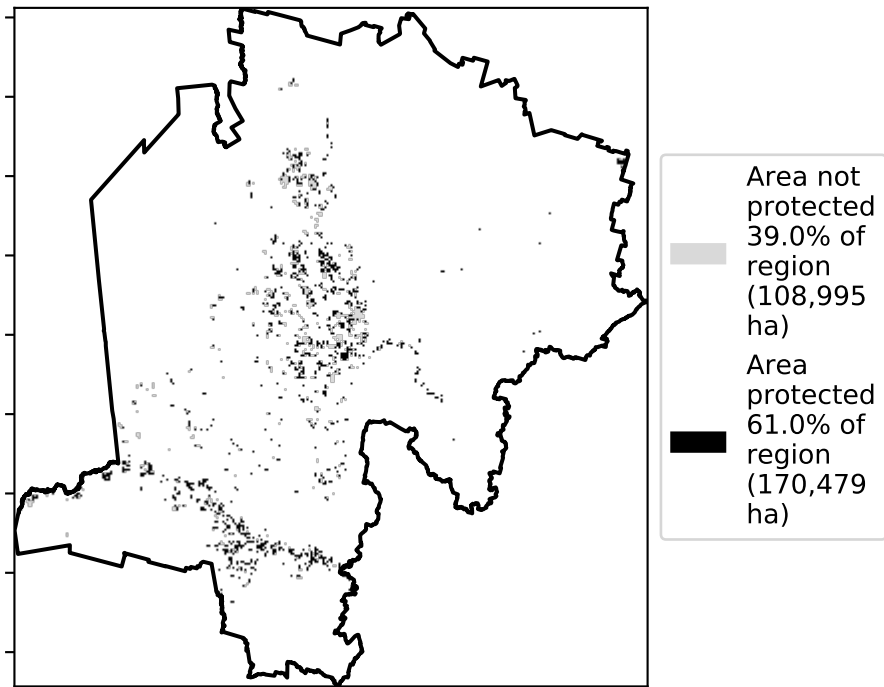 Area not
protected
39.0% of
region
(108,995
ha)
Area
protected
61.0% of
region
(170,479
ha)